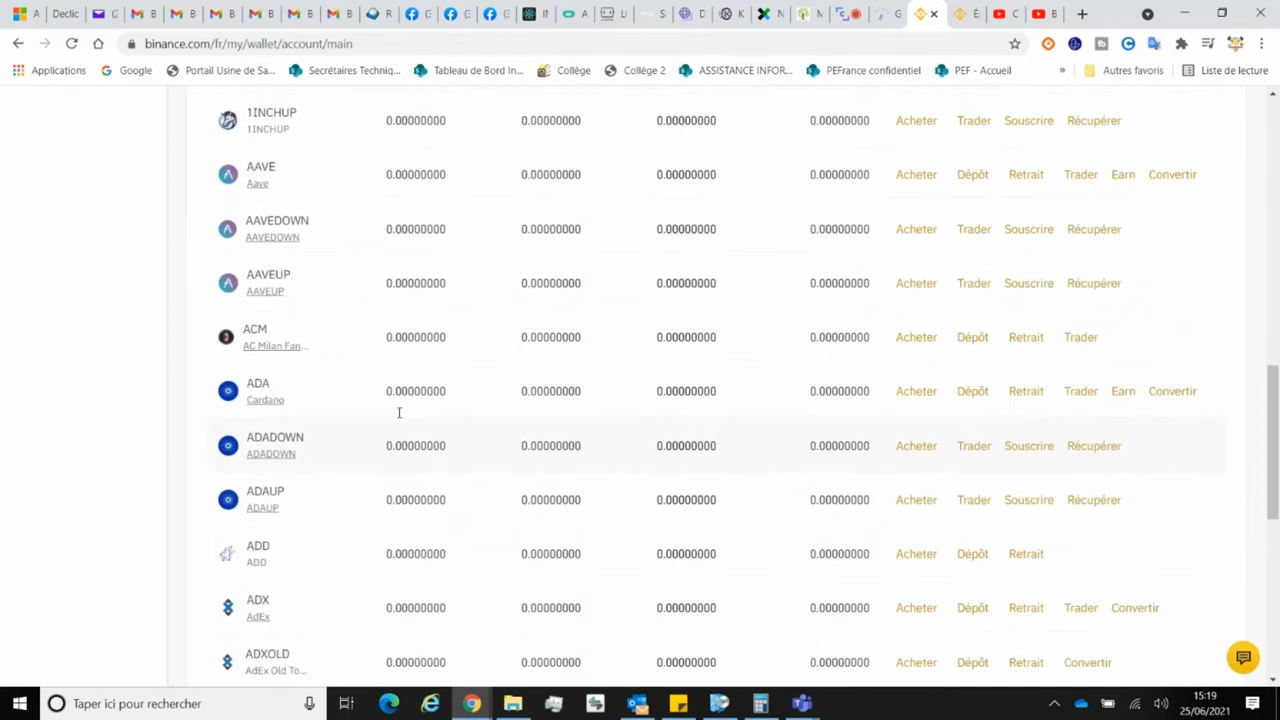 A
Declic
(
M
M
M
M
M
R
(
(
(
A
L
S
D
K
N
M
G
É
C
B
binance.com/fr/my/wallet/account/main
Applications
Google
Portail Usine de Sa...
Secrétaires Techniq...
Tableau de Bord In...
Collège
Collège 2
ASSISTANCE INFOR...
PEFrance confidentiel
PEF - Accueil
»
Autres favoris
Liste de lecture
1INCHUP
1INCHUP
0.00000000 0.00000000 0.00000000 0.00000000 Acheter Trader Souscrire Récupérer
AAVE
Aave
0.00000000 0.00000000 0.00000000 0.00000000 Acheter Dépôt Retrait Trader Earn Convertir
AAVEDOWN
AAVEDOWN
0.00000000 0.00000000 0.00000000 0.00000000 Acheter Trader Souscrire Récupérer
AAVEUP
AAVEUP
0.00000000 0.00000000 0.00000000 0.00000000 Acheter Trader Souscrire Récupérer
ACM
AC Milan Fan...
0.00000000 0.00000000 0.00000000 0.00000000 Acheter Dépôt Retrait Trader
ADA
Cardano
0.00000000 0.00000000 0.00000000 0.00000000 Acheter Dépôt Retrait Trader Earn Convertir
ADADOWN
ADADOWN
0.00000000 0.00000000 0.00000000 0.00000000 Acheter Trader Souscrire Récupérer
ADAUP
ADAUP
0.00000000 0.00000000 0.00000000 0.00000000 Acheter Trader Souscrire Récupérer
ADD
ADD
0.00000000 0.00000000 0.00000000 0.00000000 Acheter Dépôt Retrait
ADX
AdEx
0.00000000 0.00000000 0.00000000 0.00000000 Acheter Dépôt Retrait Trader Convertir
ADXOLD
AdEx Old To...
0.00000000 0.00000000 0.00000000 0.00000000 Acheter Dépôt Retrait Convertir
Taper ici pour rechercher
15:19
25/06/2021